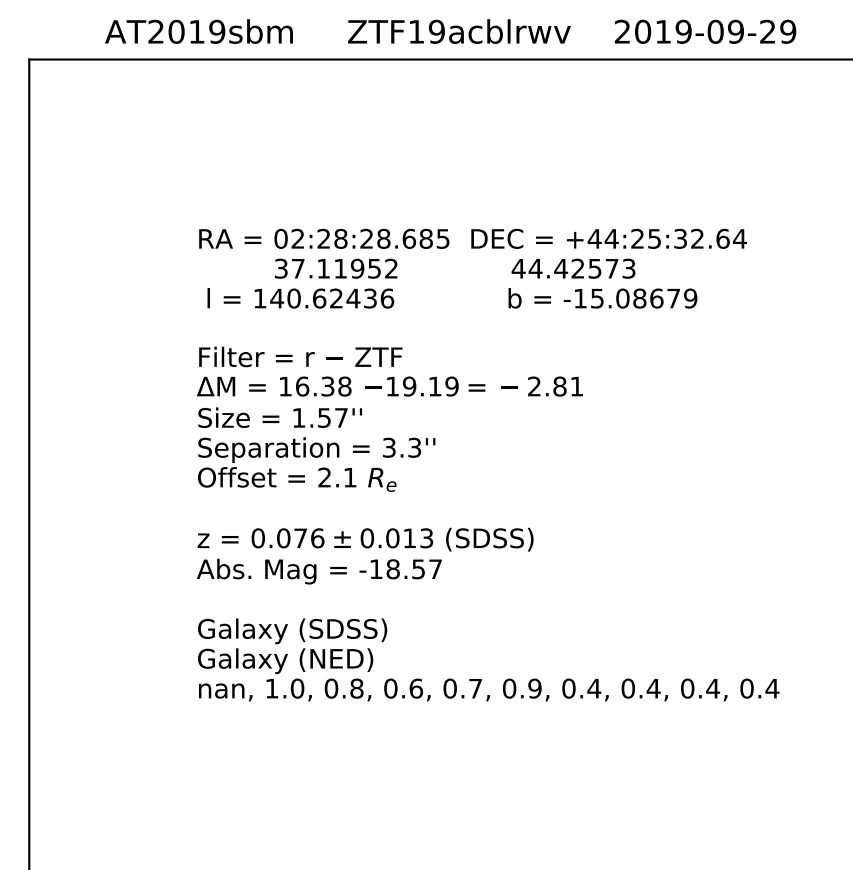 AT2019sbm ZTF19acblrwv 2019-09-29
RA = 02:28:28.685 DEC = +44:25:32.64
37.11952 44.42573
l = 140.62436 b = -15.08679
Filter = r − ZTF
ΔM = 16.38 −19.19 = − 2.81
Size = 1.57''
Separation = 3.3''
Offset = 2.1 Re
z = 0.076 ± 0.013 (SDSS)
Abs. Mag = -18.57
Galaxy (SDSS)
Galaxy (NED)
nan, 1.0, 0.8, 0.6, 0.7, 0.9, 0.4, 0.4, 0.4, 0.4